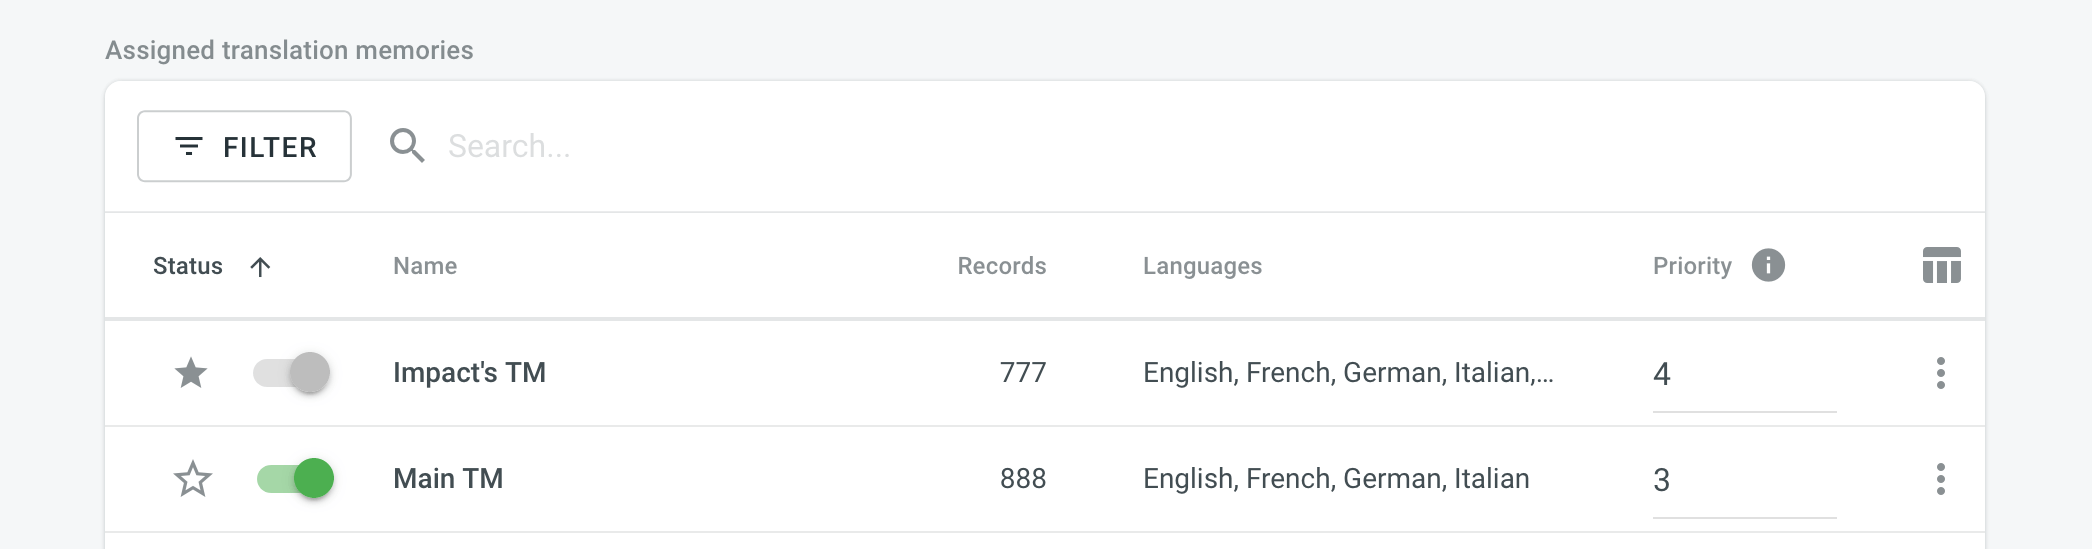 Assigned translation memories
FILTER Search...
Status Name Records Languages Priority
Impact's TM 777 English, French, German, Italian,... 4
Main TM 888 English, French, German, Italian 3